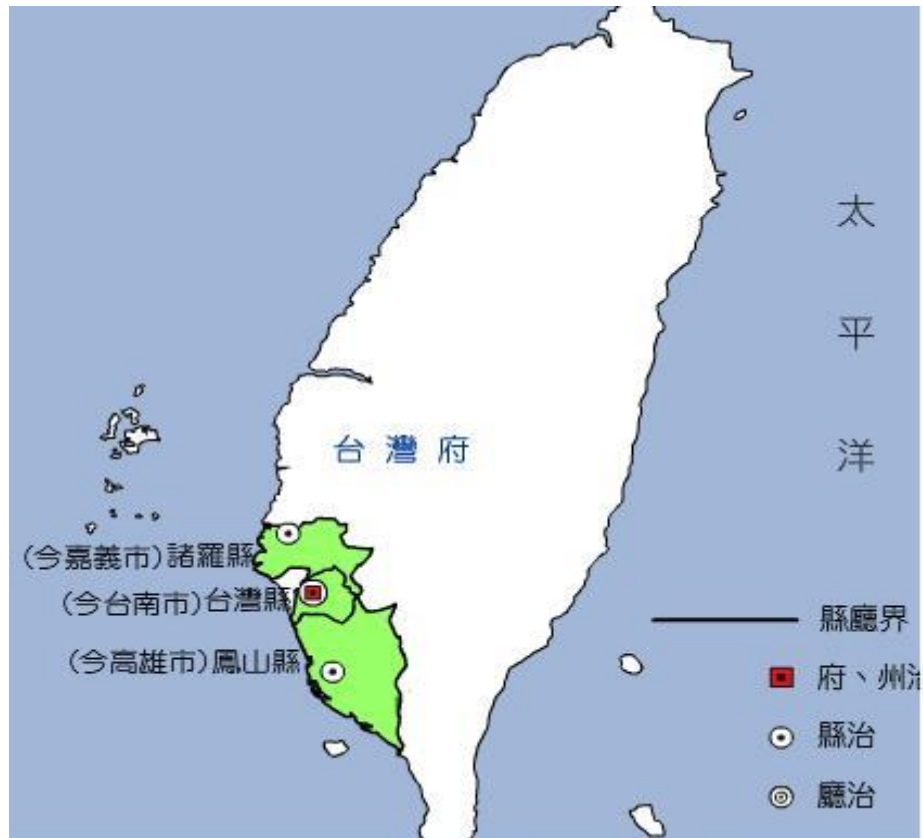 太平洋
台灣府
(今嘉義市)諸羅縣
(今台南市)台灣縣
(今高雄市)鳳山縣
縣廳界
府、州治
縣治
廳治